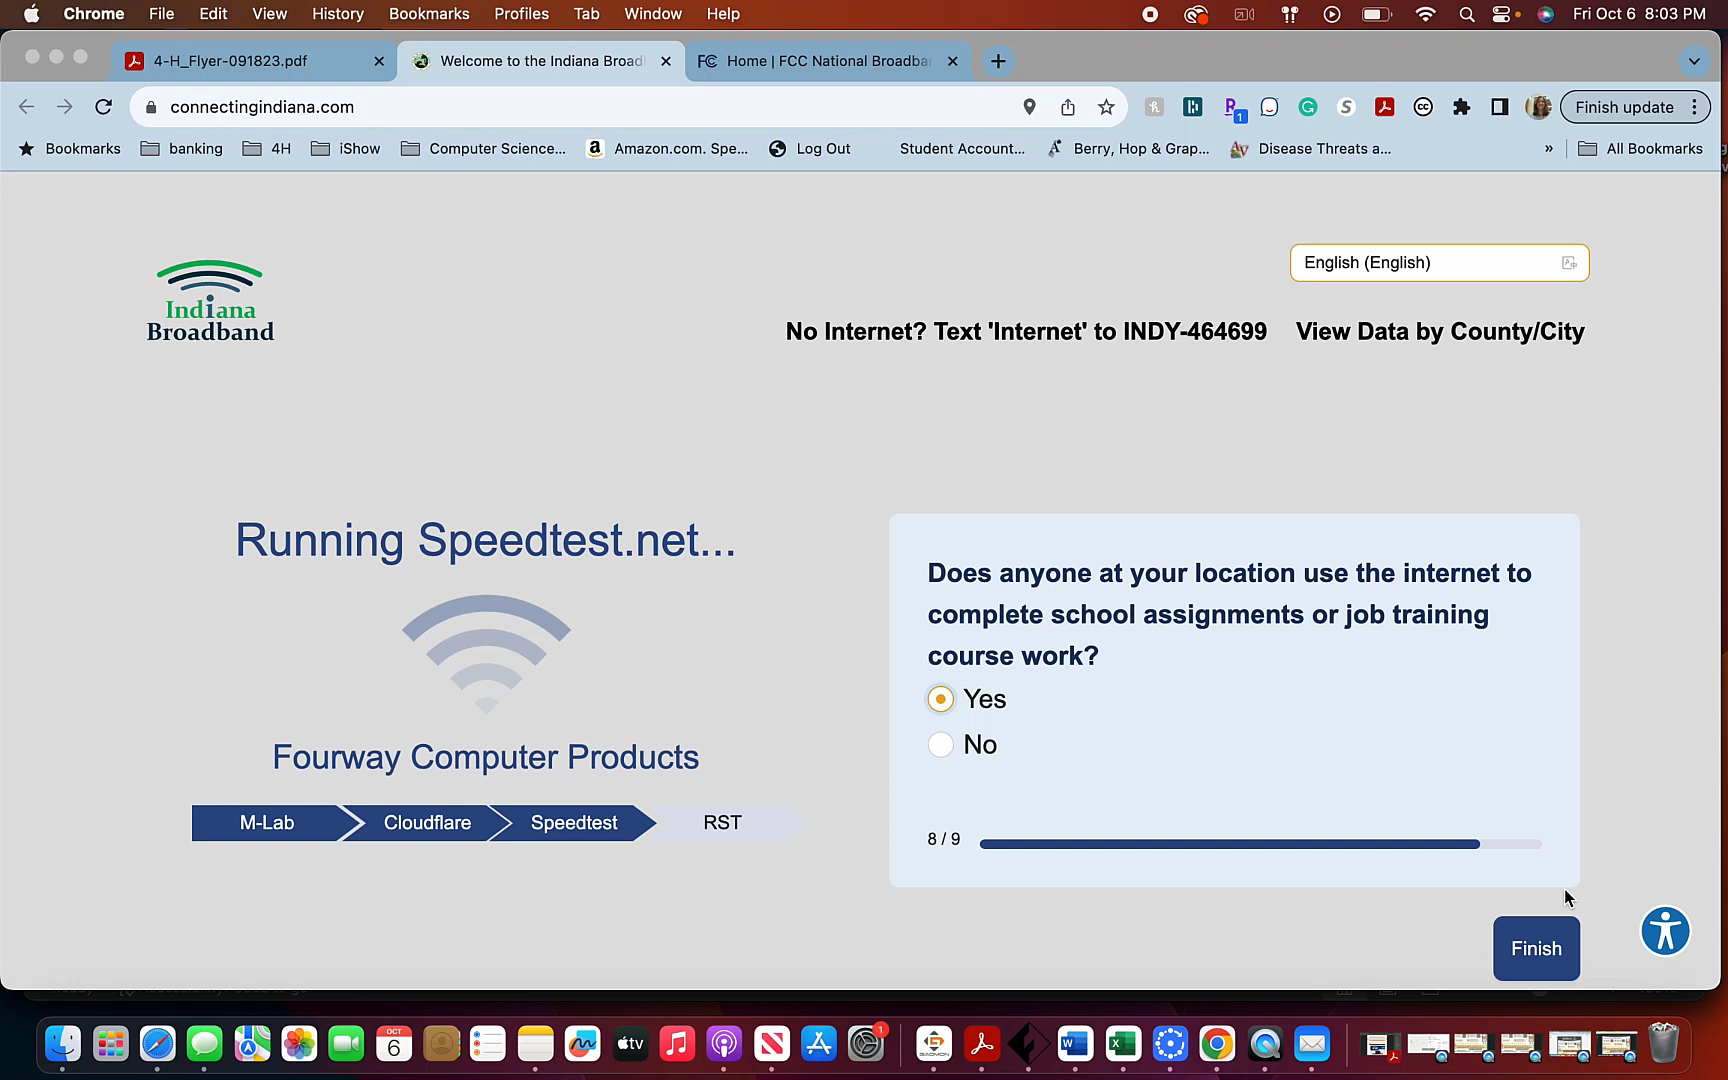 Chrome File Edit View History Bookmarks Profiles Tab Window Help Fri Oct 6 8:03 PM
4-H_Flyer-091823.pdf Welcome to the Indiana Broad Home | FCC National Broadba
connectingindiana.com Finish update
Bookmarks banking 4H iShow Computer Science... Amazon.com. Spe... Log Out Student Account... Berry, Hop & Grap... Disease Threats a... » All Bookmarks
English (English)
Indiana
Broadband
No Internet? Text 'Internet' to INDY-464699 View Data by County/City
Running Speedtest.net...
Fourway Computer Products
M-Lab Cloudflare Speedtest RST
Does anyone at your location use the internet to
complete school assignments or job training
course work?
Yes
No
8 / 9
Finish
OCT
6
tv
1